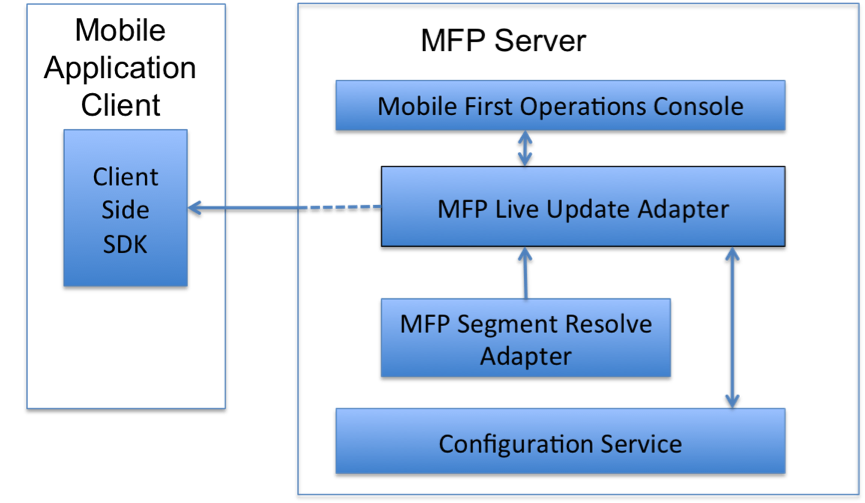 Mobile
Application
Client
Client
Side
SDK
MFP Server
Mobile First Operations Console
MFP Live Update Adapter
MFP Segment Resolve
Adapter
Configuration Service